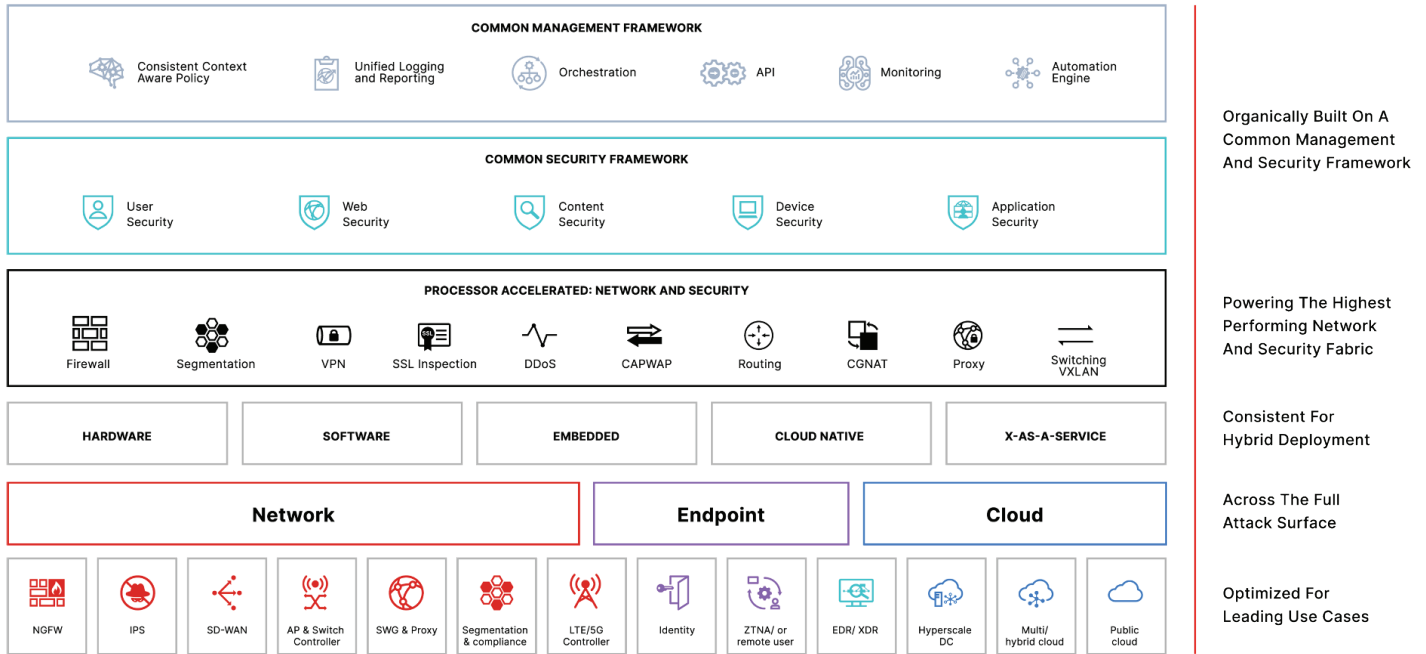 COMMON MANAGEMENT FRAMEWORK
Consistent Context
Aware Policy
Unified Logging
and Reporting
Orchestration
API
Monitoring
Automation
Engine
COMMON SECURITY FRAMEWORK
User
Security
Web
Security
Content
Security
Device
Security
Application
Security
Organically Built On A
Common Management
And Security Framework
PROCESSOR ACCELERATED: NETWORK AND SECURITY
Firewall
Segmentation
VPN
SSL
SSL Inspection
DDoS
CAPWAP
Routing
CGNAT
Proxy
Switching
VXLAN
Powering The Highest
Performing Network
And Security Fabric
HARDWARE
SOFTWARE
EMBEDDED
CLOUD NATIVE
X-AS-A-SERVICE
Consistent For
Hybrid Deployment
Network
Endpoint
Cloud
Across The Full
Attack Surface
NGFW
IPS
SD-WAN
AP & Switch
Controller
SWG & Proxy
Segmentation
& compliance
LTE/5G
Controller
Identity
ZTNA/ or
remote user
EDR/ XDR
Hyperscale
DC
Multi/
hybrid cloud
Public
cloud
Optimized For
Leading Use Cases